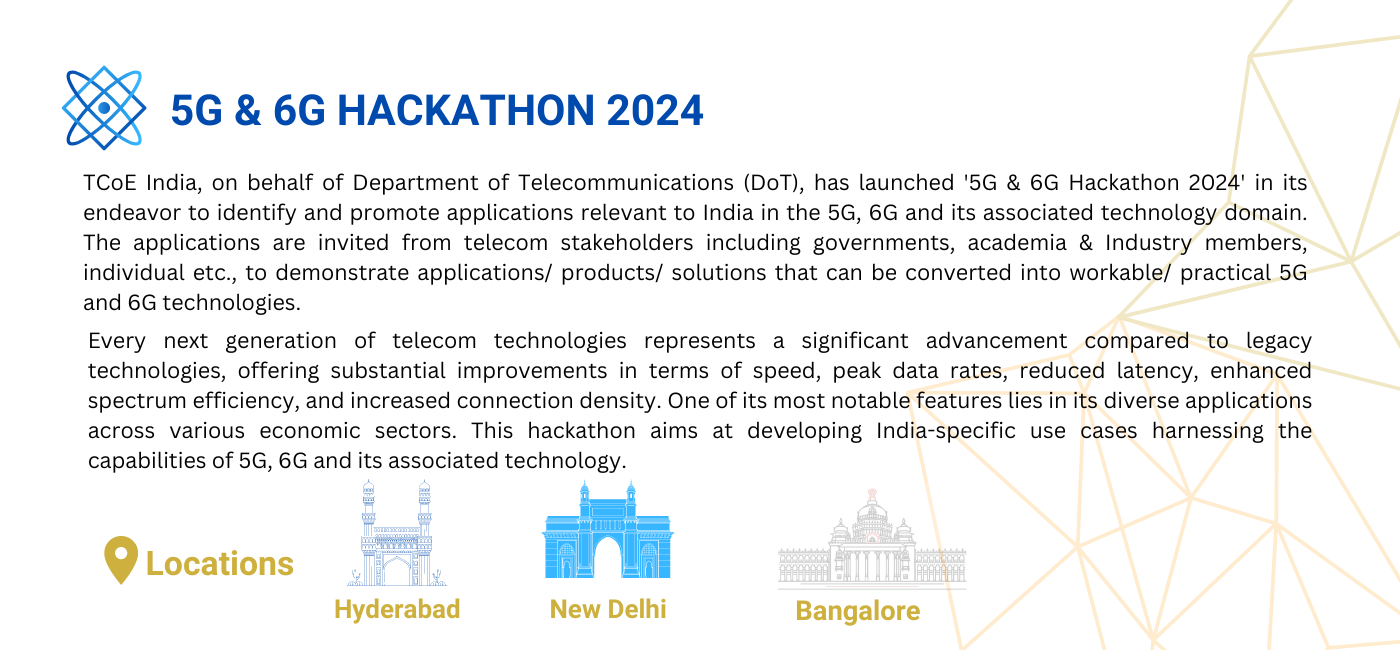 5G & 6G HACKATHON 2024
TCoE India, on behalf of Department of Telecommunications (DoT), has launched '5G & 6G Hackathon 2024' in its
endeavor to identify and promote applications relevant to India in the 5G, 6G and its associated technology domain.
The applications are invited from telecom stakeholders including governments, academia & Industry members,
individual etc., to demonstrate applications/ products/ solutions that can be converted into workable/ practical 5G
and 6G technologies.
Every next generation of telecom technologies represents a significant advancement compared to legacy
technologies, offering substantial improvements in terms of speed, peak data rates, reduced latency, enhanced
spectrum efficiency, and increased connection density. One of its most notable features lies in its diverse applications
across various economic sectors. This hackathon aims at developing India-specific use cases harnessing the
capabilities of 5G, 6G and its associated technology.
Locations
Hyderabad
New Delhi
Bangalore